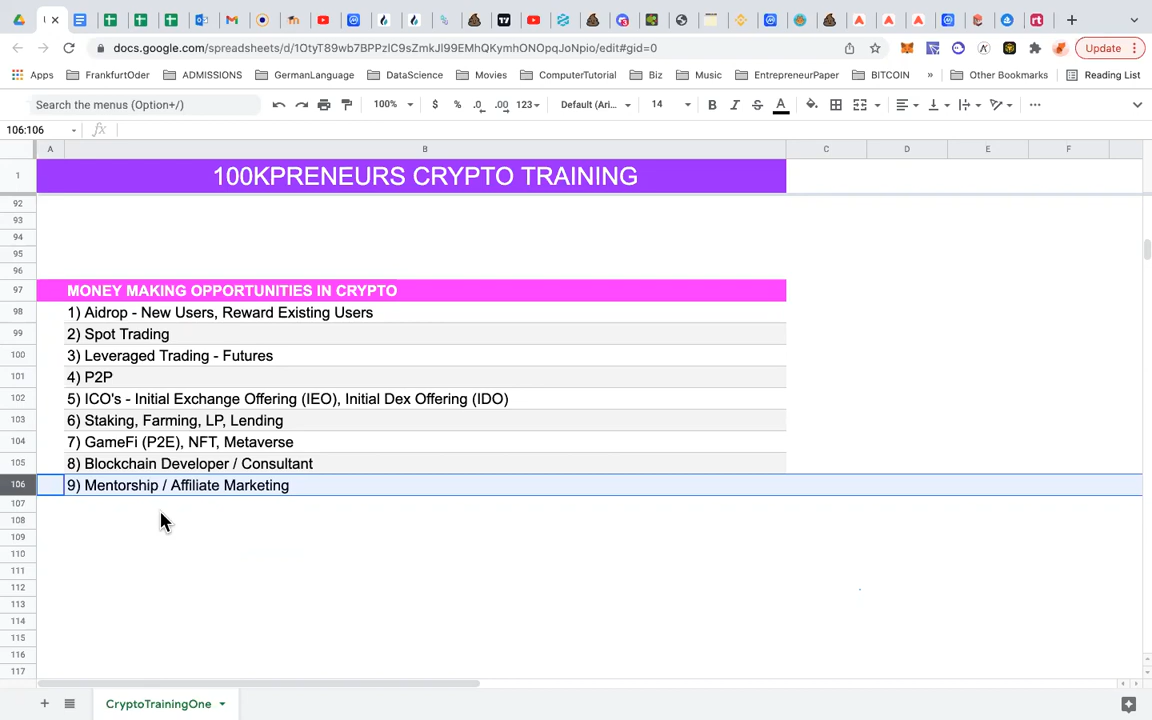 docs.google.com/spreadsheets/d/1OtyT89wb7BPPzlC9sZmkJl99EMhQKymhONOpqJoNpio/edit#gid=0
Update
Apps
FrankfurtOder
ADMISSIONS
GermanLanguage
DataScience
Movies
ComputerTutorial
Biz
Music
EntrepreurPaper
BITCOIN
»
Other Bookmarks
Reading List
Search the menus (Option+/)
100%
$
%
.0
.00
123
Default (Ari...
14
B
I
S
A
106:106
fx
A
B
C
D
E
F
1
100KPRENEURS CRYPTO TRAINING
92
93
94
95
96
97
MONEY MAKING OPPORTUNITIES IN CRYPTO
98
1) Aidrop - New Users, Reward Existing Users
99
2) Spot Trading
100
3) Leveraged Trading - Futures
101
4) P2P
102
5) ICO's - Initial Exchange Offering (IEO), Initial Dex Offering (IDO)
103
6) Staking, Farming, LP, Lending
104
7) GameFi (P2E), NFT, Metaverse
105
8) Blockchain Developer / Consultant
106
9) Mentorship / Affiliate Marketing
107
108
109
110
111
112
113
114
115
116
117
CryptoTrainingOne